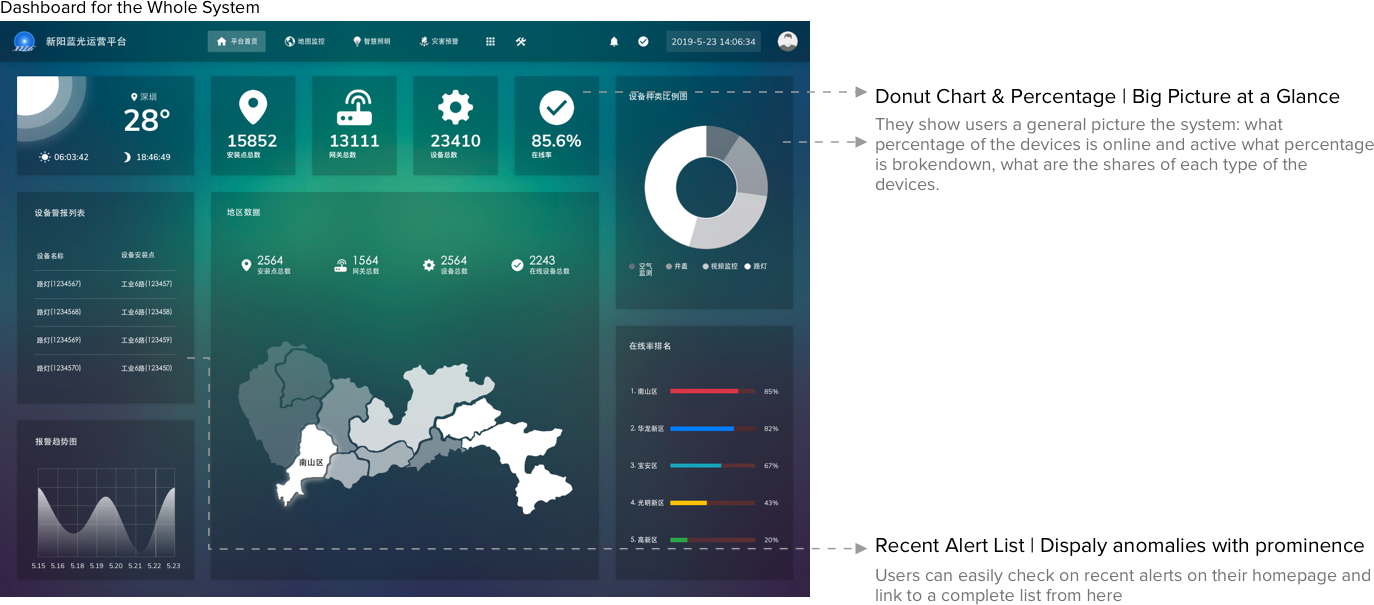 Dashboard for the Whole System
新阳蓝光运营平台
平台首页
地图监控
智慧照明
灾害预警
2019-5-23 14:06:34
深圳
28°
06:03:42
18:46:49
15852
安装点总数
13111
网关总数
23410
设备总数
85.6%
在线率
设备种类比例图
空气
监测
井盖
视频监控
路灯
设备警报列表
设备名称
设备安装点
路灯(1234567)
工业6路(123457)
路灯(1234568)
工业6路(123458)
路灯(1234569)
工业6路(123459)
路灯(1234570)
工业6路(123450)
地区数据
2564
安装点总数
1564
网关总数
2564
设备总数
2243
在线设备总数
南山区
在线率排名
1. 南山区 85%
2. 华龙新区 82%
3. 宝安区 67%
4. 光明新区 43%
5. 高新区 20%
报警趋势图
5.15 5.16 5.18 5.19 5.20 5.21 5.22 5.23
Donut Chart & Percentage | Big Picture at a Glance
They show users a general picture the system: what
percentage of the devices is online and active what percentage
is brokendown, what are the shares of each type of the
devices.
Recent Alert List | Dispaly anomalies with prominence
Users can easily check on recent alerts on their homepage and
link to a complete list from here